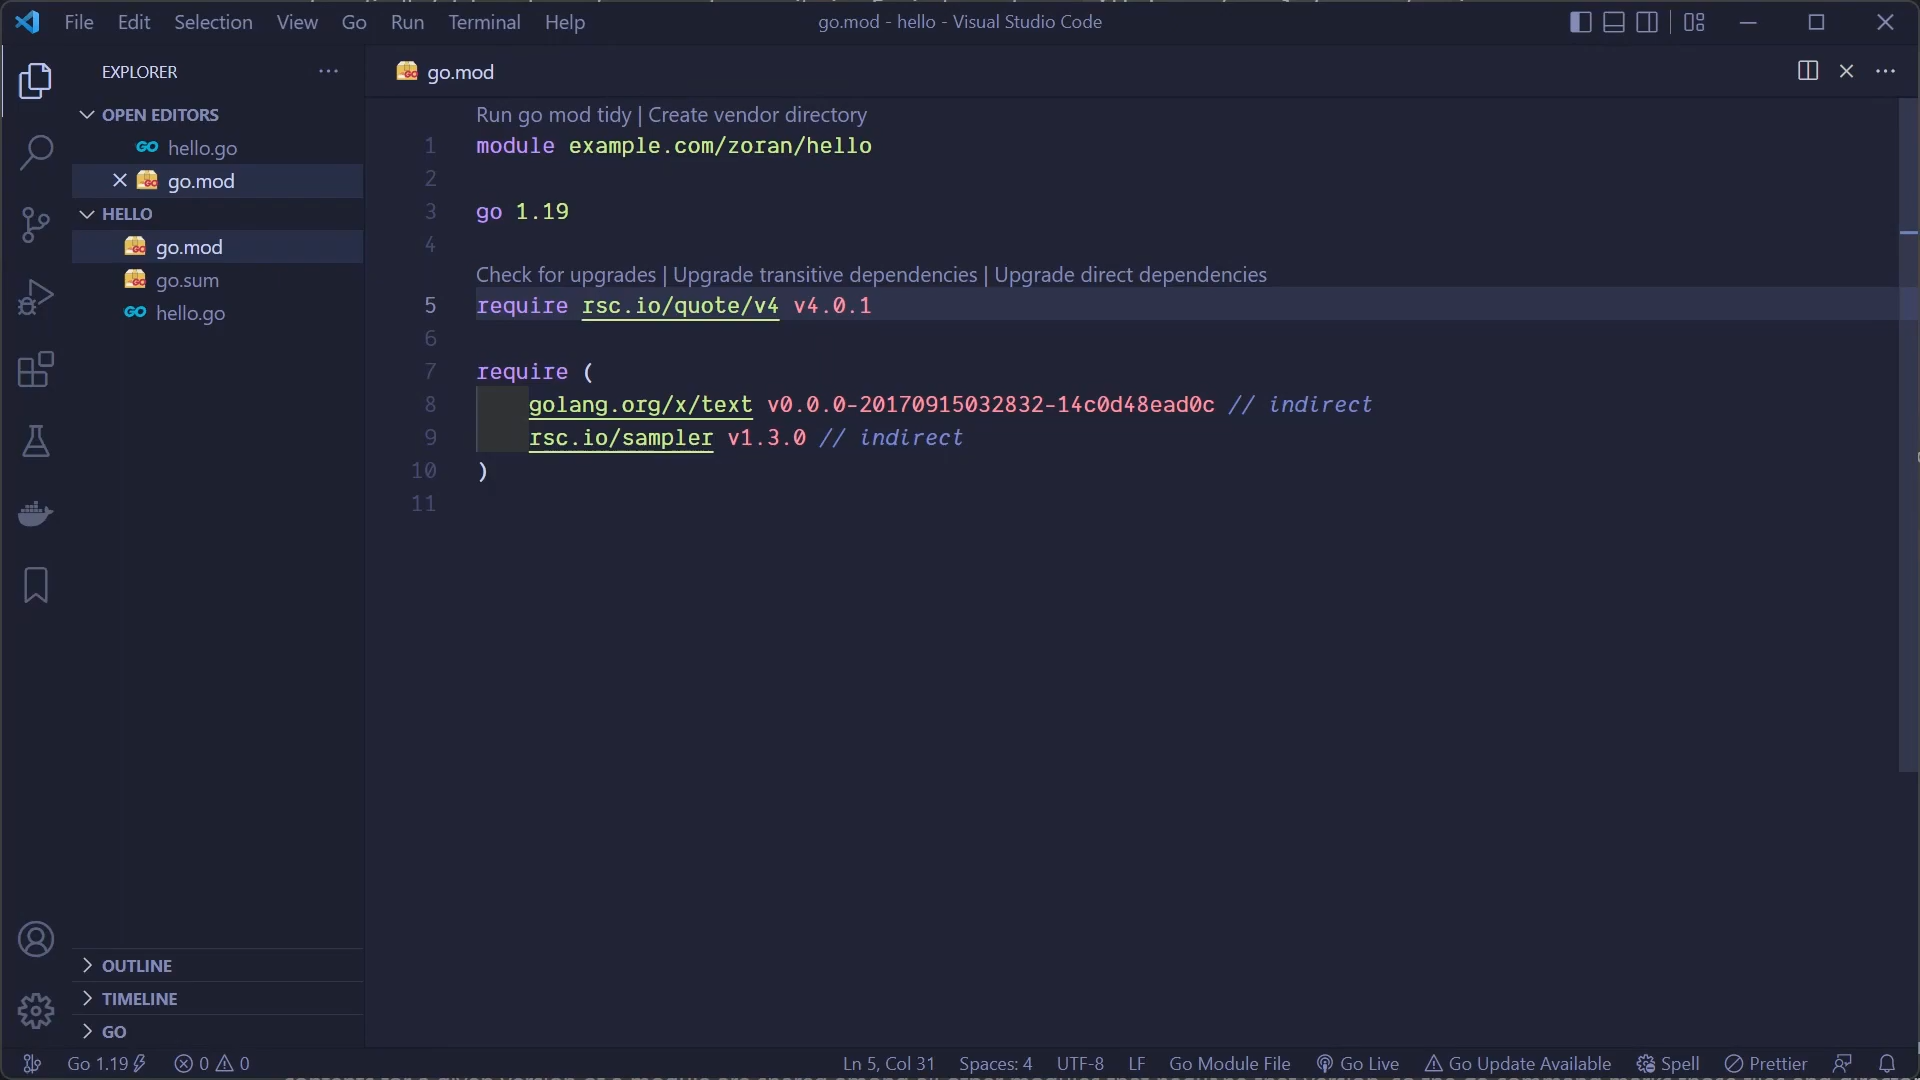 File Edit Selection View Go Run Terminal Help
go.mod - hello - Visual Studio Code
EXPLORER
OPEN EDITORS
GO hello.go
go.mod
HELLO
go.mod
go.sum
GO hello.go
OUTLINE
TIMELINE
GO
go.mod
Run go mod tidy | Create vendor directory
1 module example.com/zoran/hello
2
3 go 1.19
4
Check for upgrades | Upgrade transitive dependencies | Upgrade direct dependencies
5 require rsc.io/quote/v4 v4.0.1
6
7 require (
8 golang.org/x/text v0.0.0-20170915032832-14c0d48ead0c // indirect
9 rsc.io/sampler v1.3.0 // indirect
10 )
11
Go 1.19 0 0 Ln 5, Col 31 Spaces: 4 UTF-8 LF Go Module File Go Live Go Update Available Spell Prettier